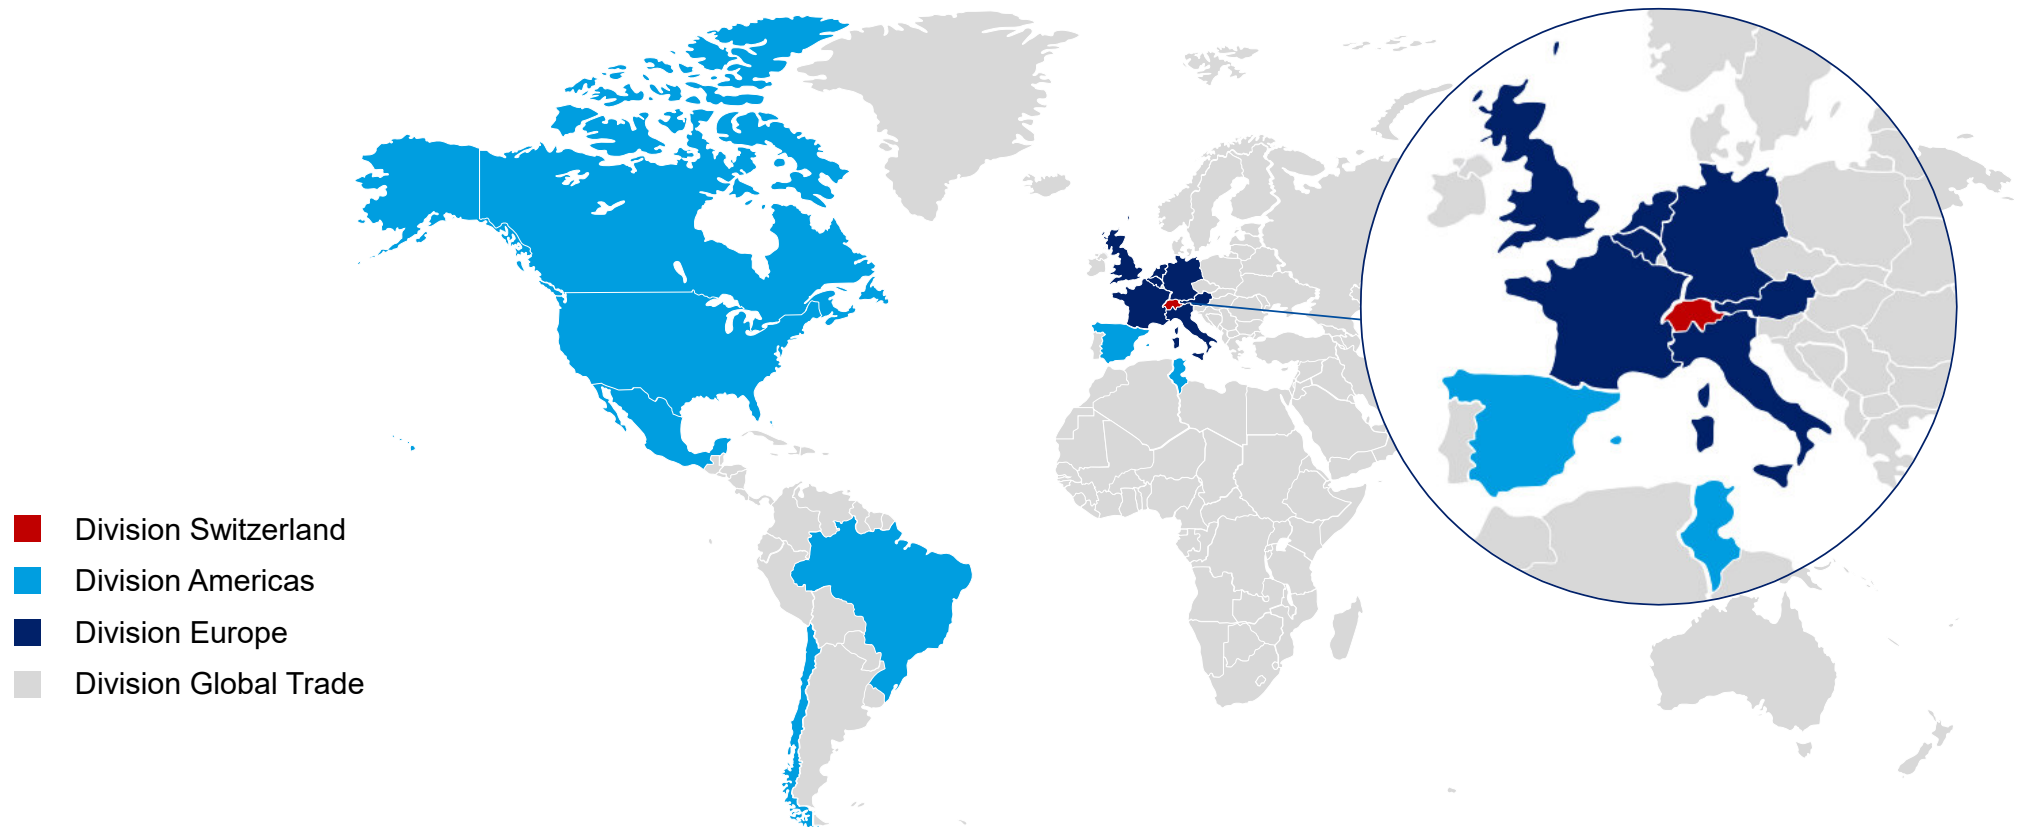 Division Switzerland
Division Americas
Division Europe
Division Global Trade